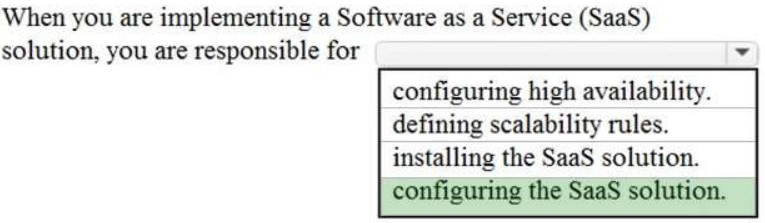 When you are implementing a Software as a Service (SaaS)
solution, you are responsible for
configuring high availability.
defining scalability rules.
installing the SaaS solution.
configuring the SaaS solution.